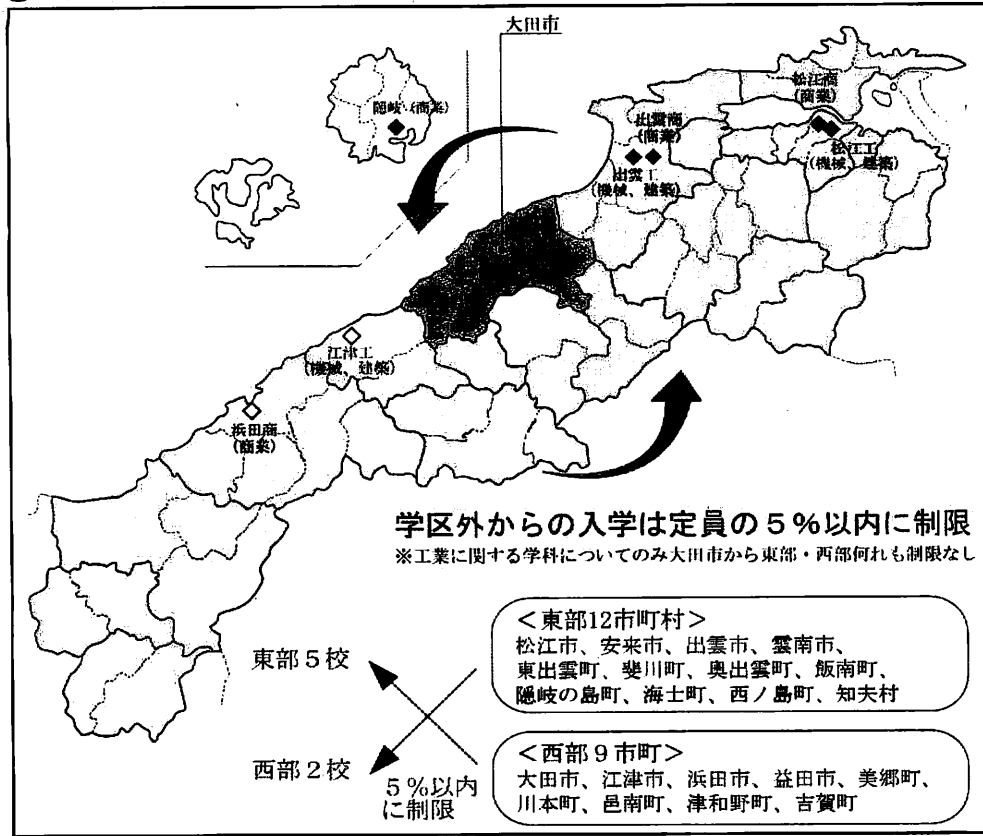 大田市
隠岐（商業）
松江商
（商業）
出雲商
（商業）
松江工
（機械、建築）
出雲工
（機械、建築）
江津工
（機械、建築）
浜田商
（商業）
学区外からの入学は定員の５％以内に制限
※工業に関する学科についてのみ大田市から東部・西部何れも制限なし
＜東部12市町村＞
松江市、安来市、出雲市、雲南市、
東出雲町、斐川町、奥出雲町、飯南町、
隠岐の島町、海士町、西ノ島町、知夫村
東部５校
西部２校
５％以内
に制限
＜西部９市町＞
大田市、江津市、浜田市、益田市、美郷町、
川本町、邑南町、津和野町、吉賀町